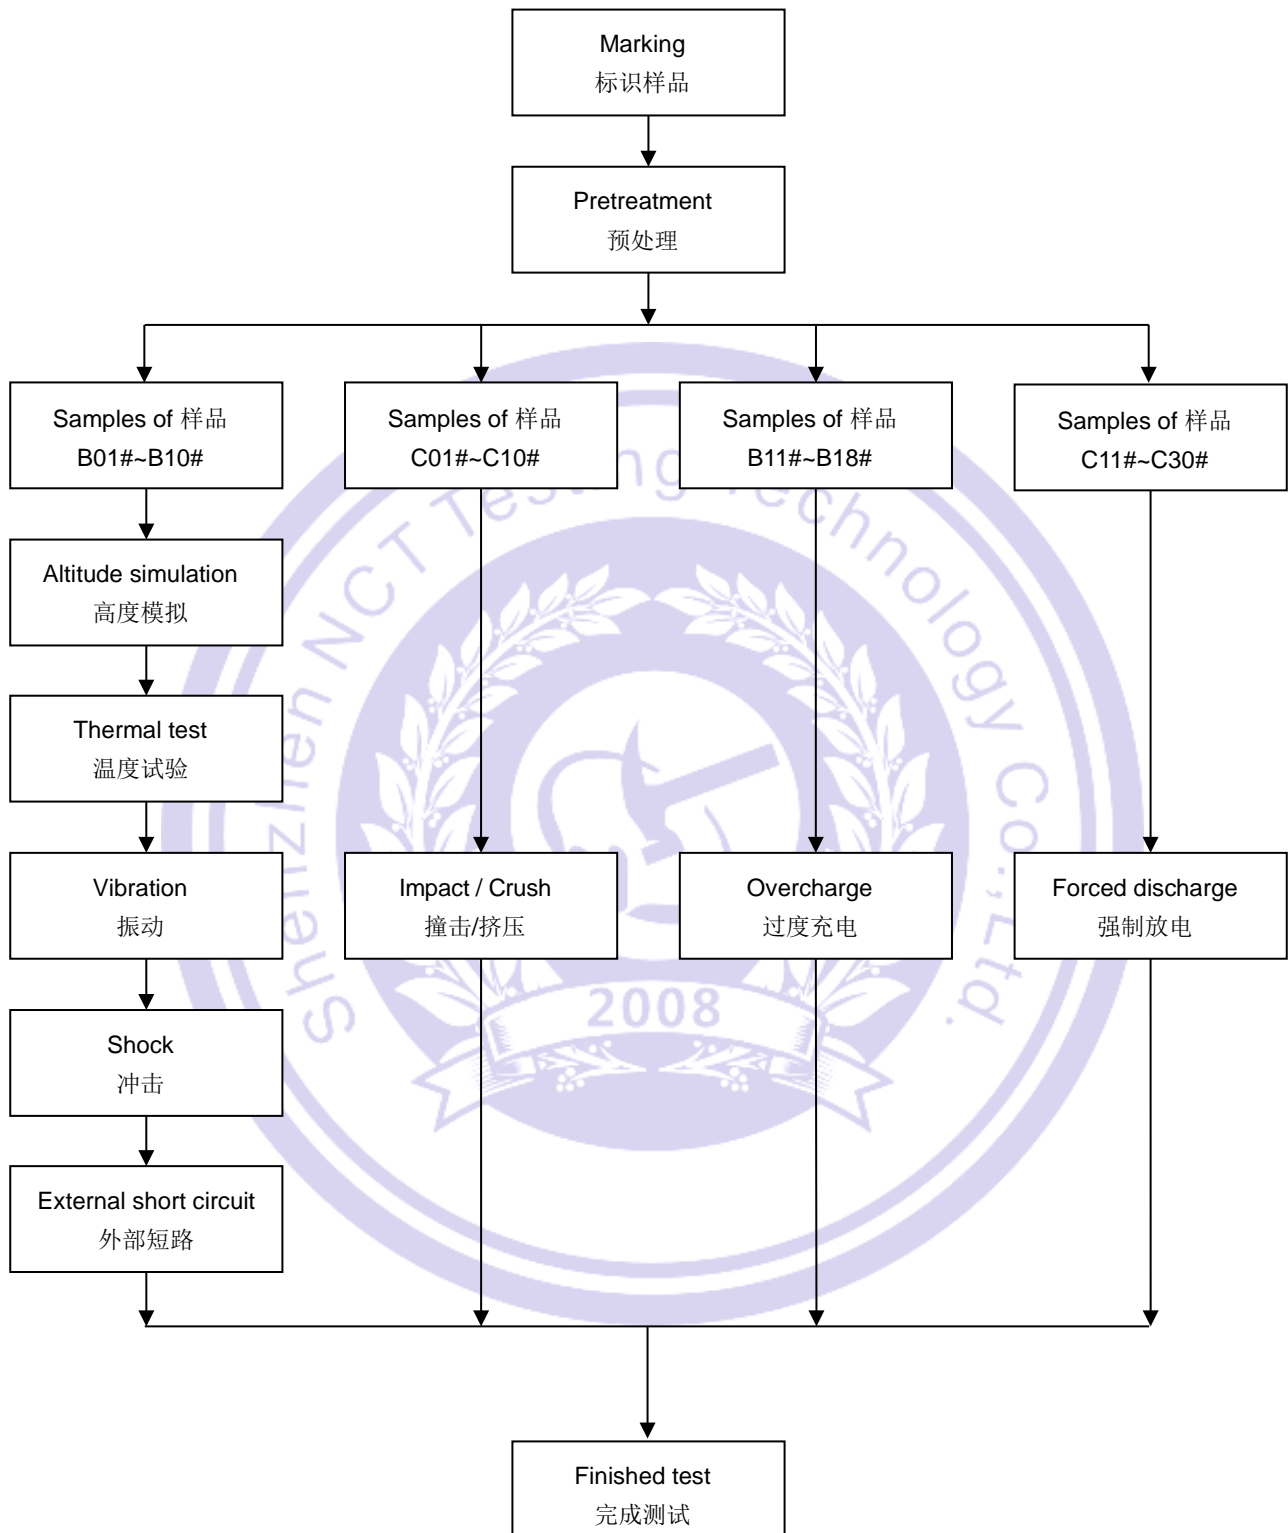 Marking
标识样品
Pretreatment
预处理
Samples of 样品
B01#~B10#
Samples of 样品
C01#~C10#
Samples of 样品
B11#~B18#
Samples of 样品
C11#~C30#
Altitude simulation
高度模拟
Thermal test
温度试验
Vibration
振动
Impact / Crush
撞击/挤压
Overcharge
过度充电
Forced discharge
强制放电
Shock
冲击
External short circuit
外部短路
Finished test
完成测试
Shenzhen NCT Testing Technology Co.,Ltd.
2008